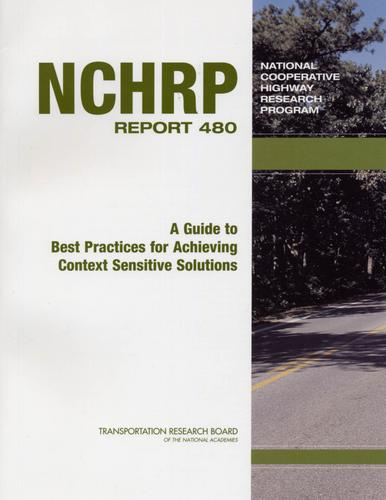 NCHRP
REPORT 480
NATIONAL
COOPERATIVE
HIGHWAY
RESEARCH
PROGRAM
A Guide to
Best Practices for Achieving
Context Sensitive Solutions
TRANSPORTATION RESEARCH BOARD
OF THE NATIONAL ACADEMIES